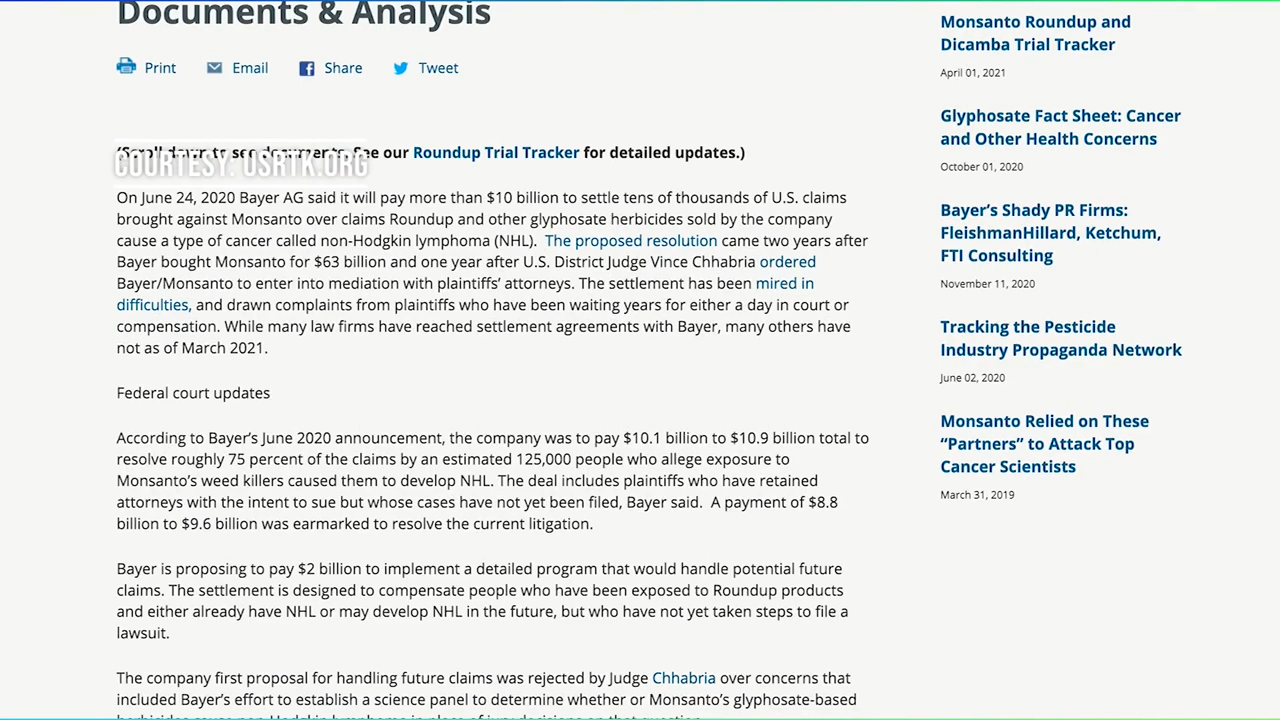 Documents & Analysis
Print Email Share Tweet
(Scroll down to see documents. See our Roundup Trial Tracker for detailed updates.)
COURTESY: USRTK.ORG
On June 24, 2020 Bayer AG said it will pay more than $10 billion to settle tens of thousands of U.S. claims
brought against Monsanto over claims Roundup and other glyphosate herbicides sold by the company
cause a type of cancer called non-Hodgkin lymphoma (NHL). The proposed resolution came two years after
Bayer bought Monsanto for $63 billion and one year after U.S. District Judge Vince Chhabria ordered
Bayer/Monsanto to enter into mediation with plaintiffs’ attorneys. The settlement has been mired in
difficulties, and drawn complaints from plaintiffs who have been waiting years for either a day in court or
compensation. While many law firms have reached settlement agreements with Bayer, many others have
not as of March 2021.
Federal court updates
According to Bayer’s June 2020 announcement, the company was to pay $10.1 billion to $10.9 billion total to
resolve roughly 75 percent of the claims by an estimated 125,000 people who allege exposure to
Monsanto’s weed killers caused them to develop NHL. The deal includes plaintiffs who have retained
attorneys with the intent to sue but whose cases have not yet been filed, Bayer said. A payment of $8.8
billion to $9.6 billion was earmarked to resolve the current litigation.
Bayer is proposing to pay $2 billion to implement a detailed program that would handle potential future
claims. The settlement is designed to compensate people who have been exposed to Roundup products
and either already have NHL or may develop NHL in the future, but who have not yet taken steps to file a
lawsuit.
The company first proposal for handling future claims was rejected by Judge Chhabria over concerns that
included Bayer’s effort to establish a science panel to determine whether or Monsanto’s glyphosate-based
Monsanto Roundup and
Dicamba Trial Tracker
April 01, 2021
Glyphosate Fact Sheet: Cancer
and Other Health Concerns
October 01, 2020
Bayer’s Shady PR Firms:
FleishmanHillard, Ketchum,
FTI Consulting
November 11, 2020
Tracking the Pesticide
Industry Propaganda Network
June 02, 2020
Monsanto Relied on These
“Partners” to Attack Top
Cancer Scientists
March 31, 2019